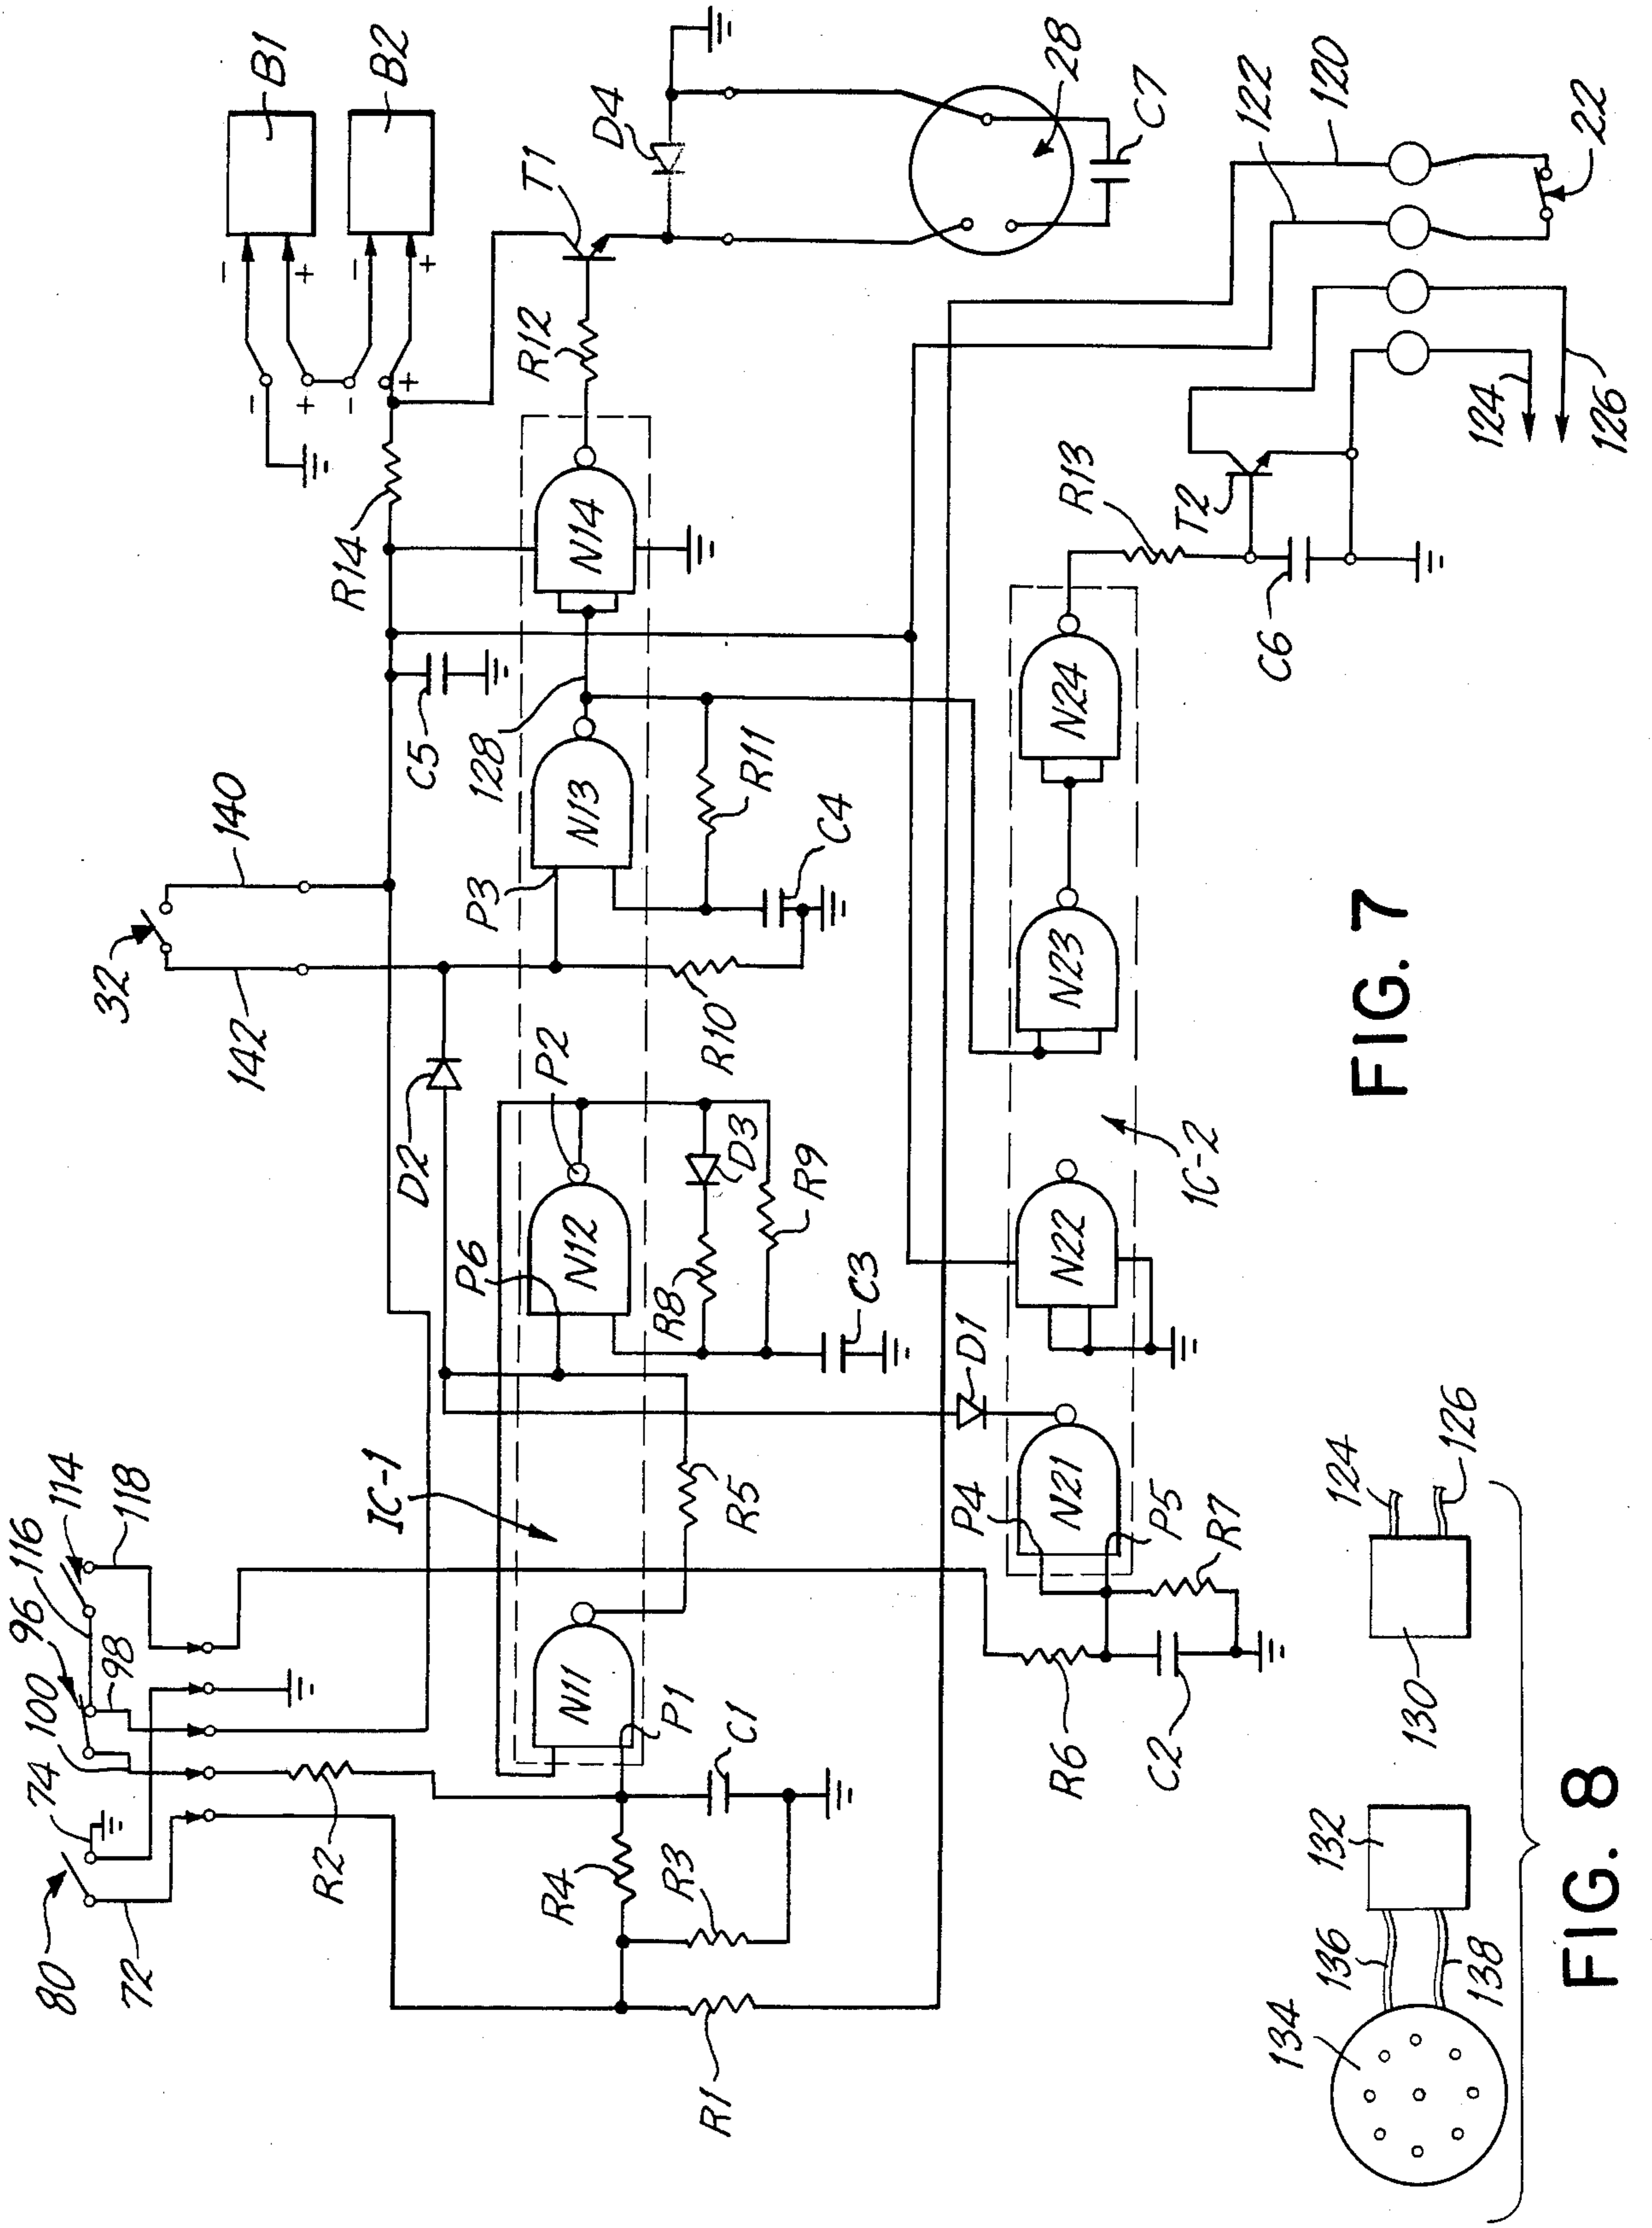 80
74
100
96
116
114
118
98
72
R2
32
140
142
B1
B2
−
+
−
+
−
+
−
+
R14
C5
D2
IC-1
P6
P2
P3
128
R12
T1
D4
N11
N12
N13
N14
P1
R4
R3
C1
R5
R8
D3
R9
C3
R10
C4
R11
28
C7
R1
R6
C2
P4
P5
R7
D1
N21
N22
N23
N24
IC-2
R13
T2
C6
122
120
124
126
22
FIG. 7
134
136
138
132
130
124
126
FIG. 8